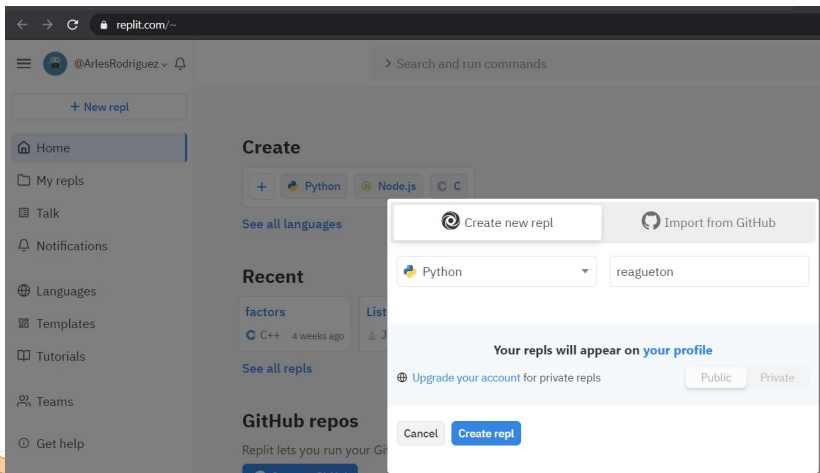 replit.com/~
@ArlesRodriguez
Search and run commands
+ New repl
Home
My repls
Talk
Notifications
Languages
Templates
Tutorials
Teams
Get help
Create
+ Python Node.js C C
See all languages
Recent
factors
C++ 4 weeks ago
List
J
See all repls
GitHub repos
Replit lets you run your Gi
Create new repl
Import from GitHub
Python
reagueton
Your repls will appear on your profile
Upgrade your account for private repls
Public Private
Cancel Create repl